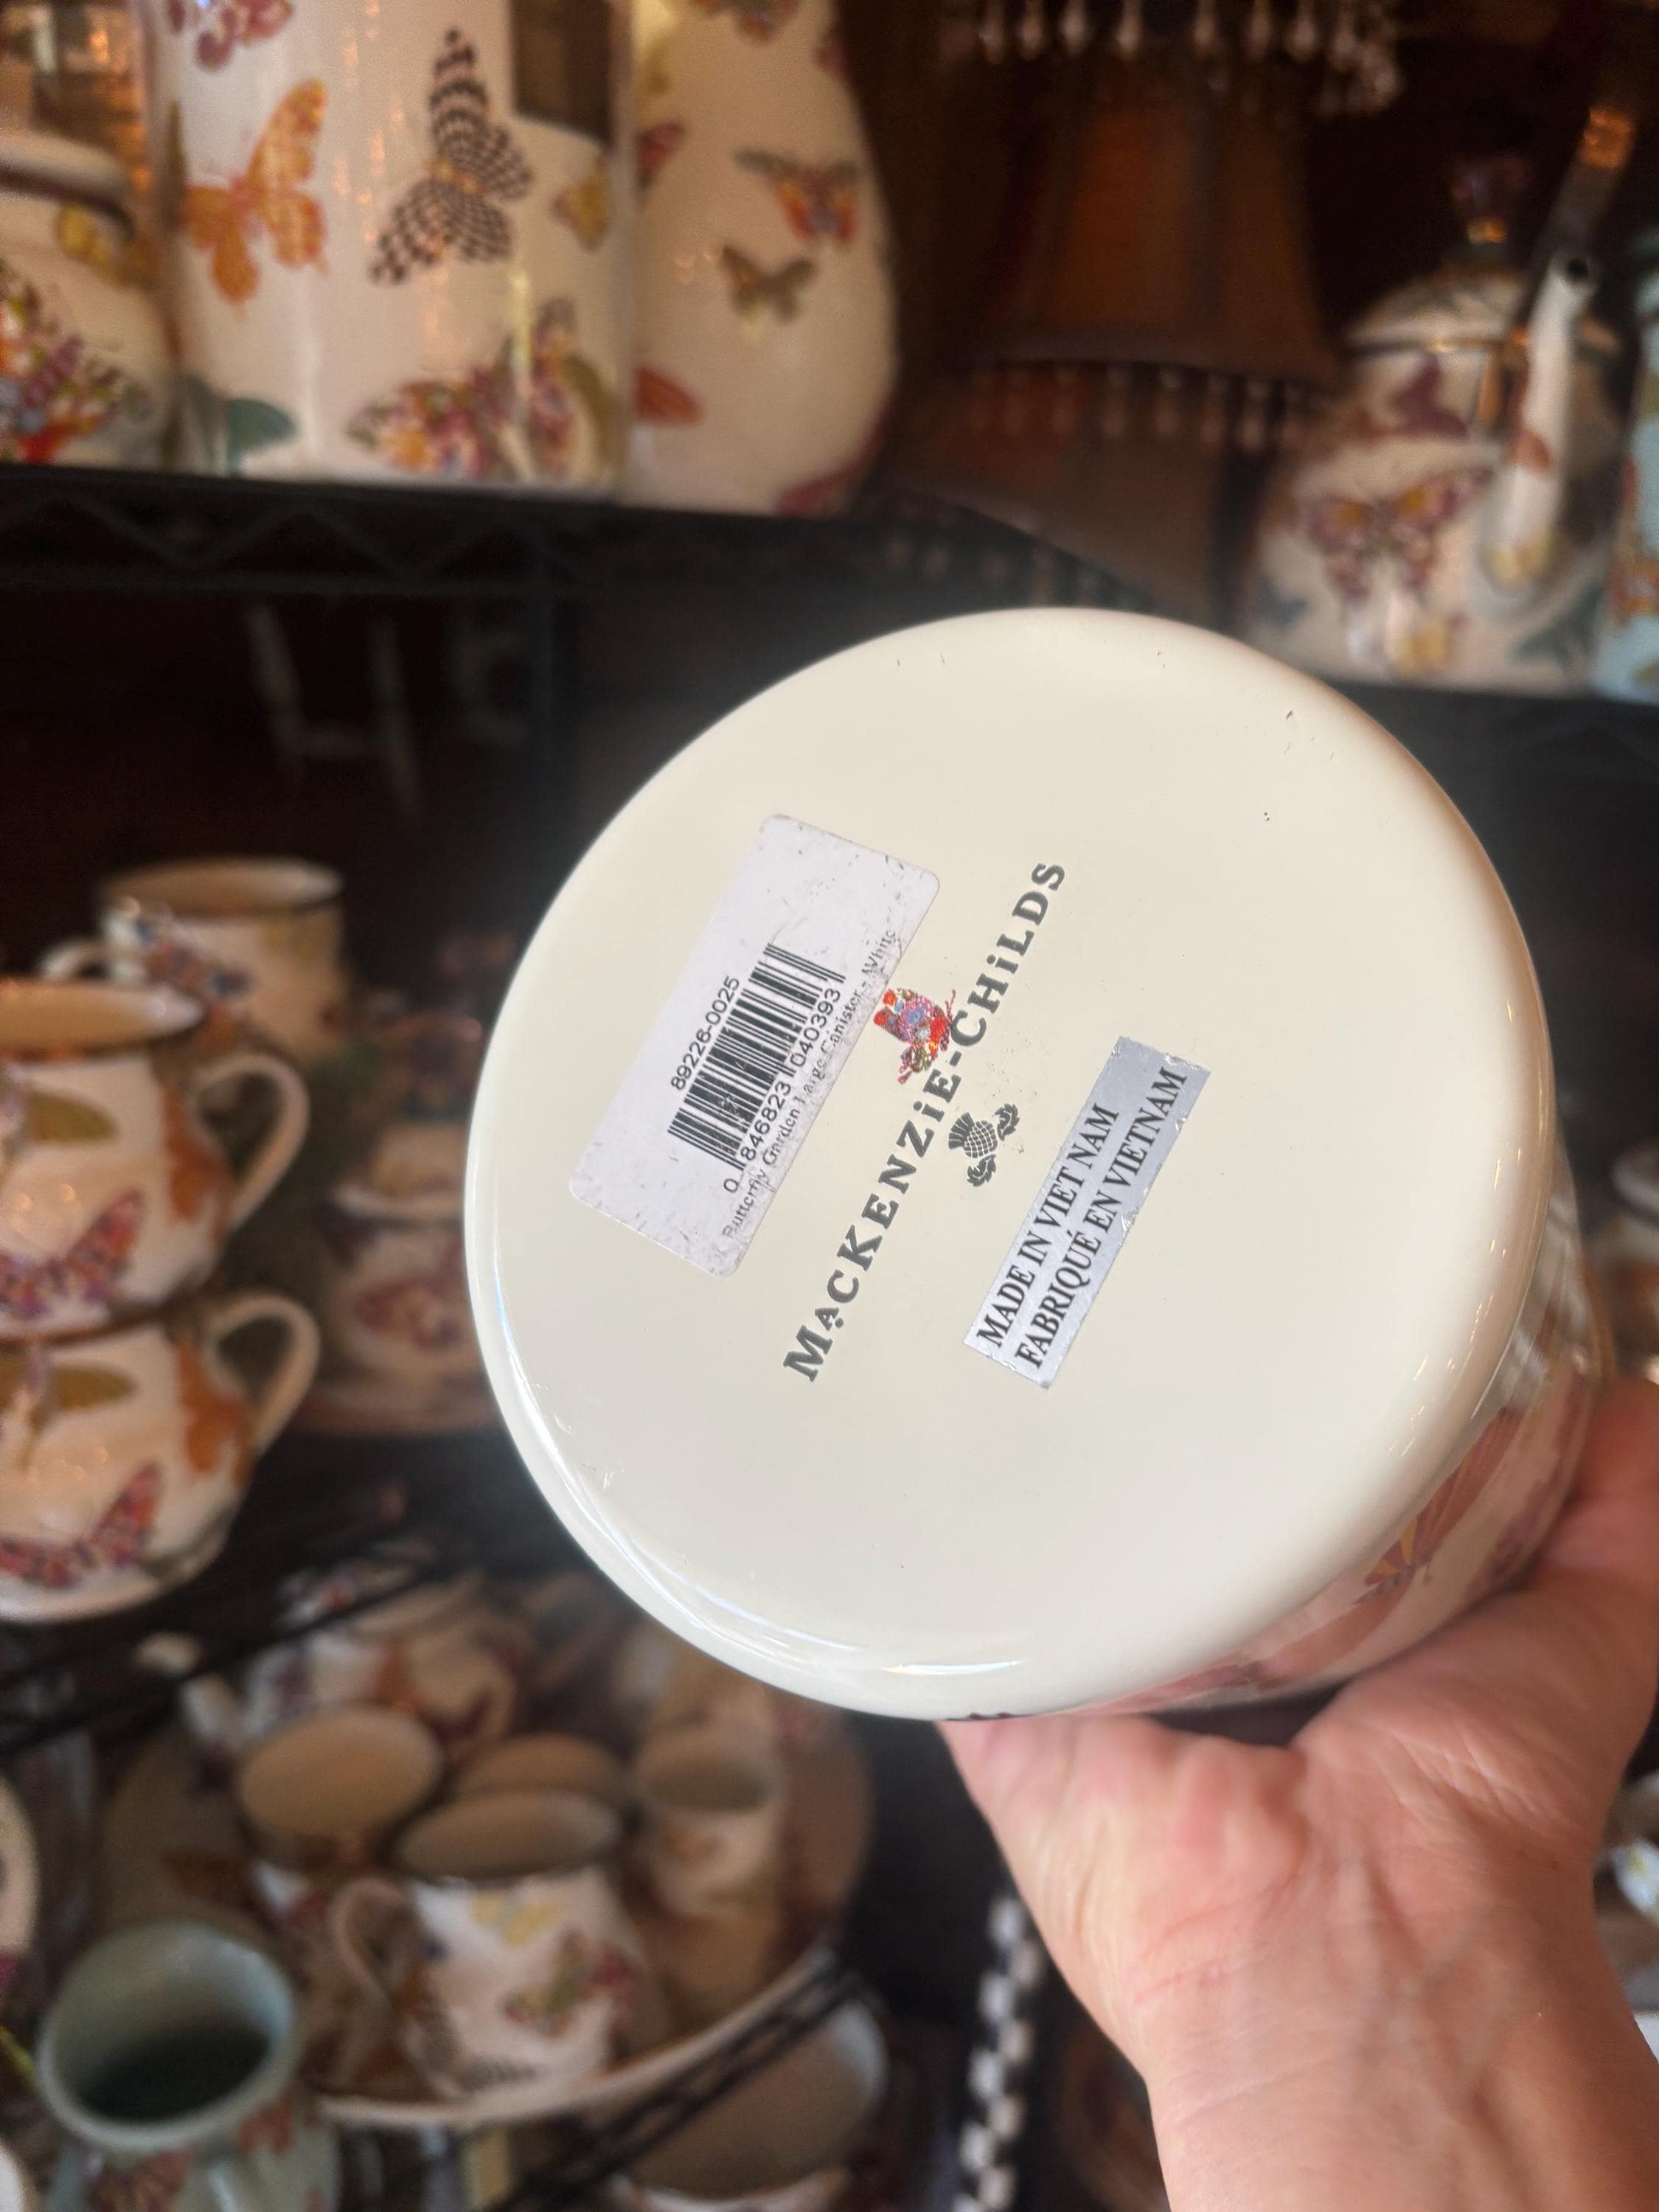 89226-0025
0 846823 040393
Butterfly Garden Large Canister - White
MacKENZiE-CHiLDS
MADE IN VIET NAM
FABRIQUÉ EN VIETNAM